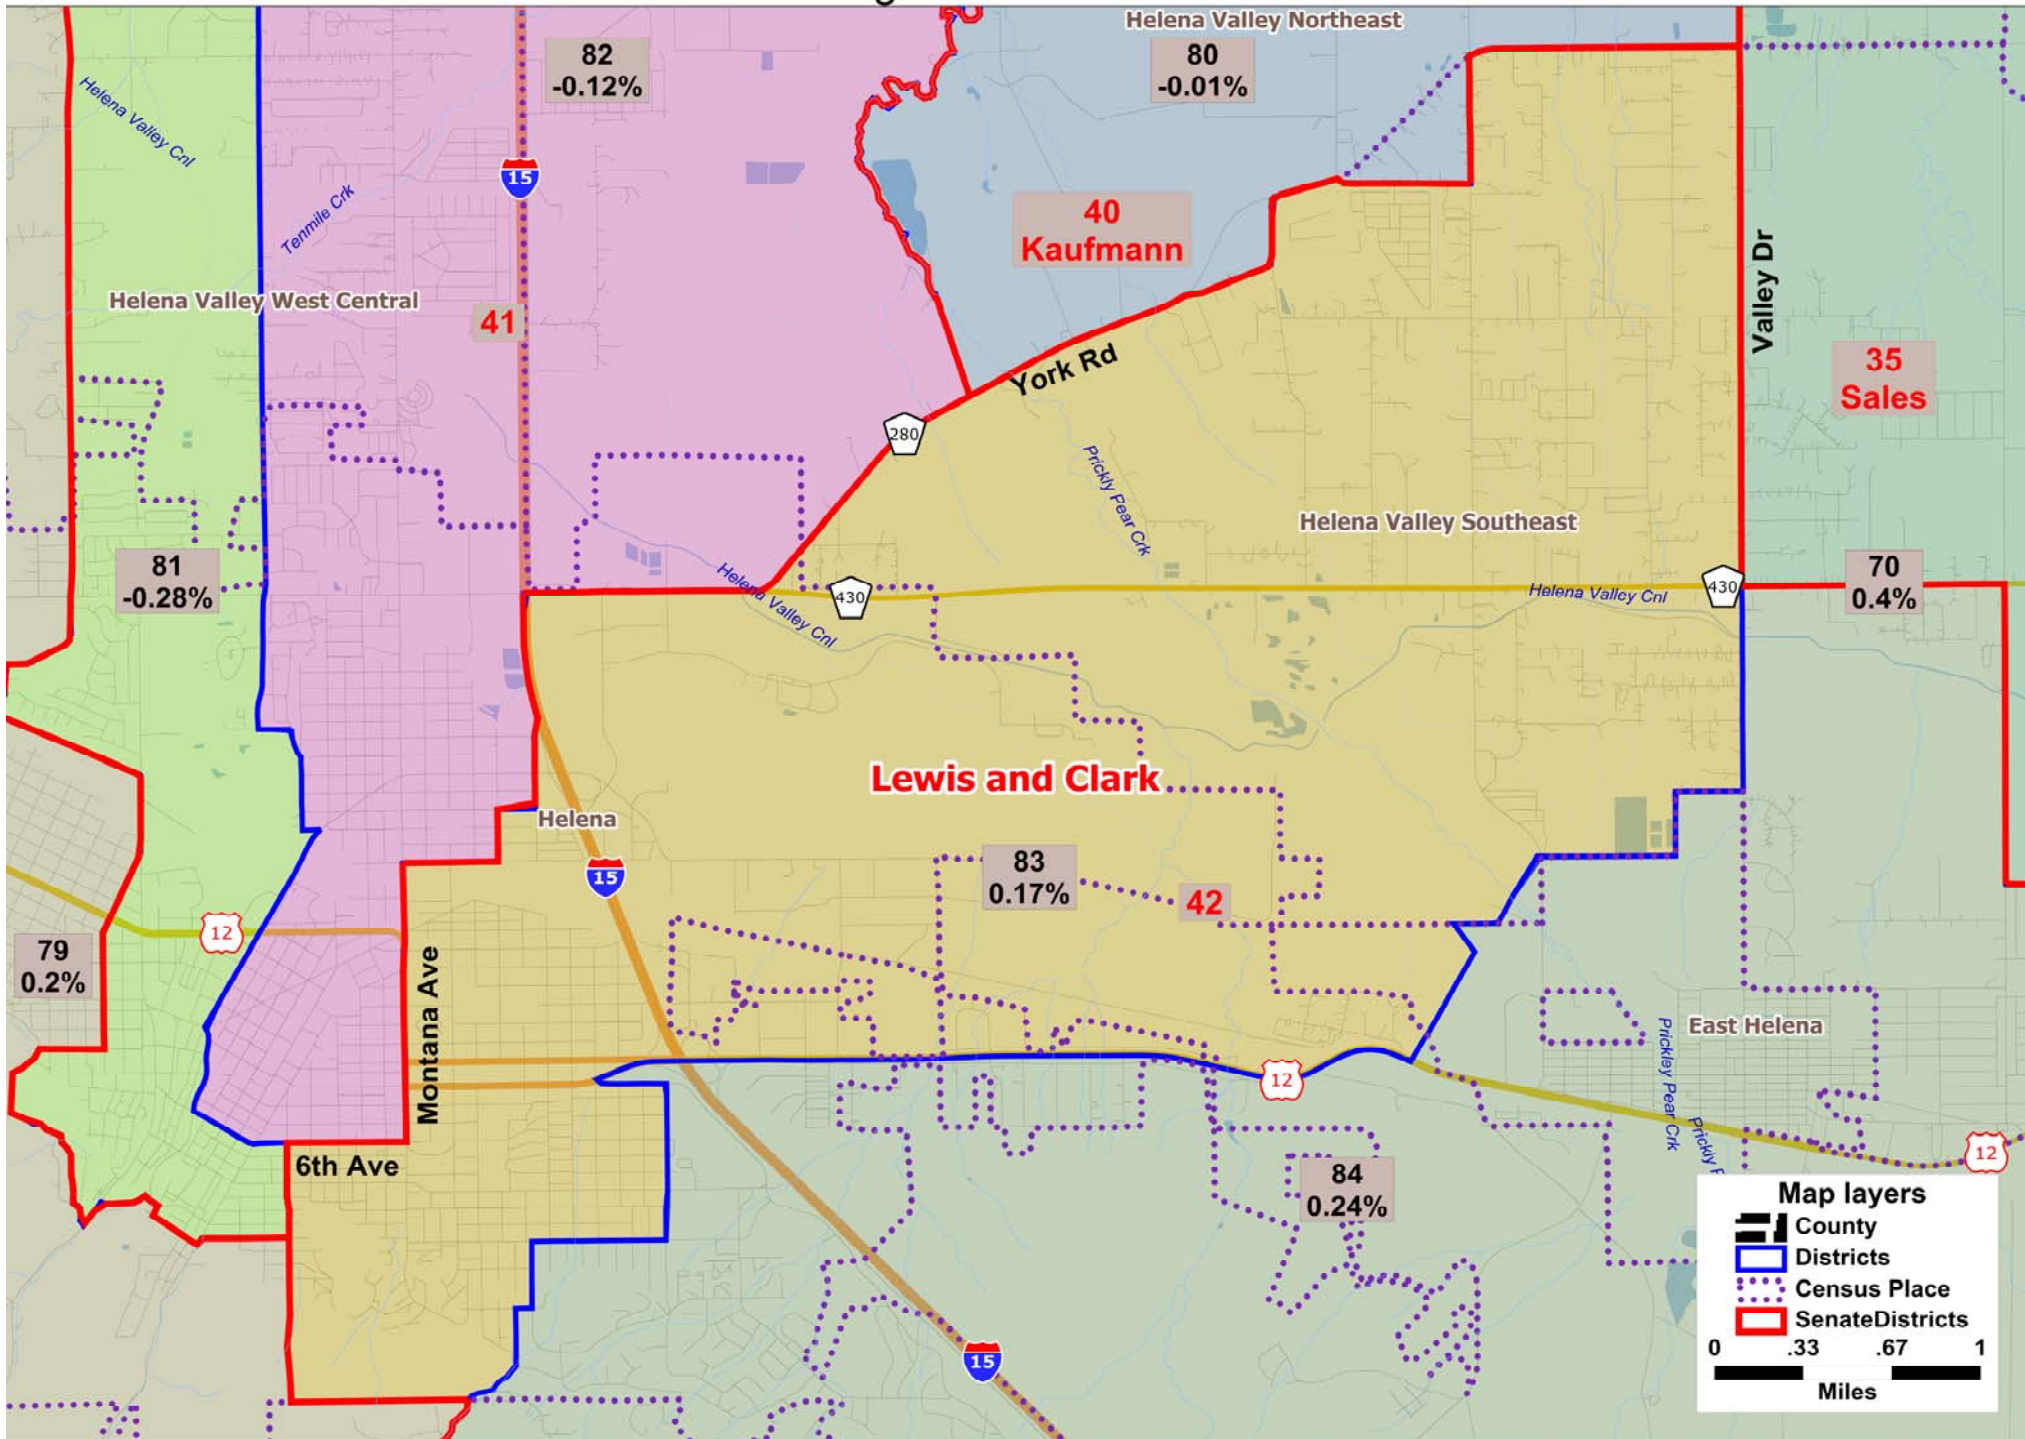 Helena Valley Northeast
82
-0.12%
80
-0.01%
Helena Valley Cnl
15
Tenmile Crk
40
Kaufmann
Valley Dr
Helena Valley West Central
41
York Rd
35
Sales
280
Prickly Pear Crk
Helena Valley Southeast
81
-0.28%
70
0.4%
Helena Valley Cnl
430
Helena Valley Cnl
430
Lewis and Clark
Helena
15
83
0.17%
42
12
79
0.2%
Montana Ave
East Helena
Prickley Pear Crk
12
Prickly P
12
6th Ave
84
0.24%
15
Map layers
County
Districts
Census Place
SenateDistricts
0 .33 .67 1
Miles